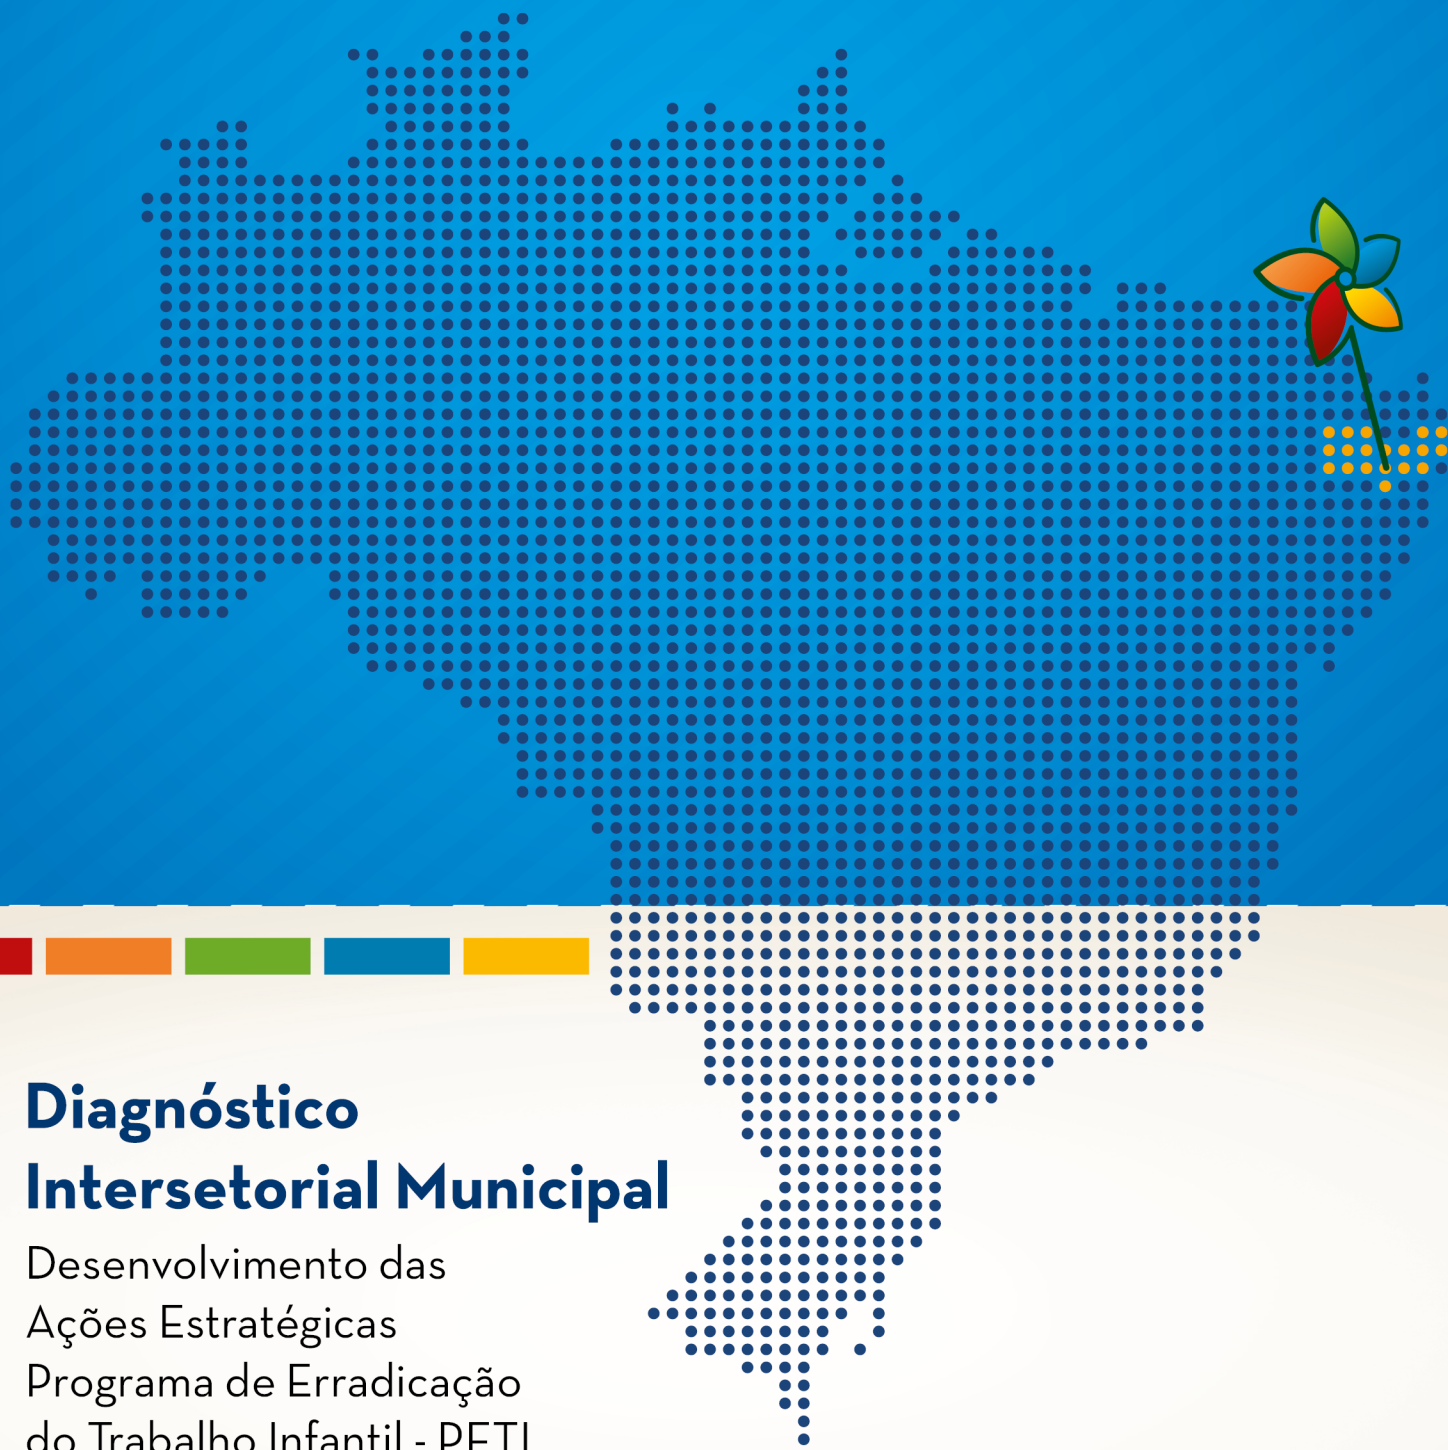 Diagnóstico
Intersetorial Municipal
Desenvolvimento das
Ações Estratégicas
Programa de Erradicação
do Trabalho Infantil - PETI